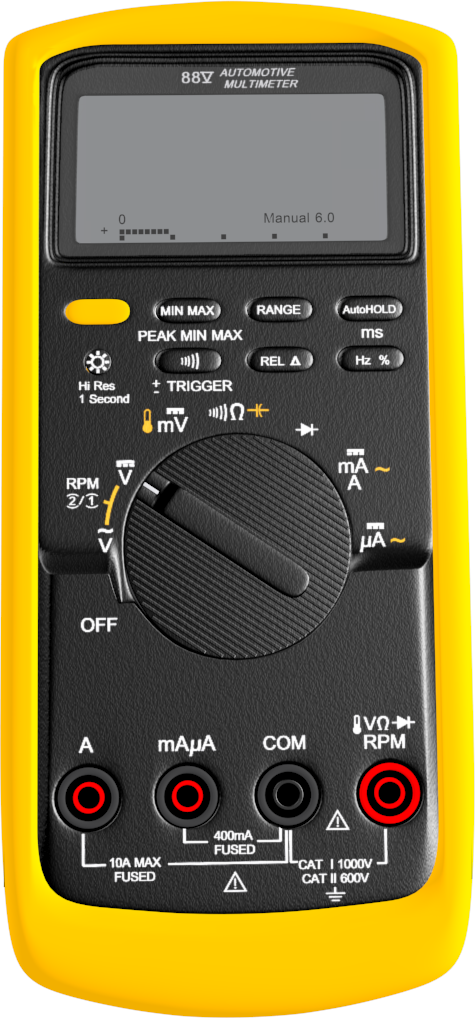 88V AUTOMOTIVE
MULTIMETER
0 Manual 6.0
+
MIN MAX RANGE AutoHOLD
PEAK MIN MAX ms
REL Δ Hz %
Hi Res
1 Second
+
- TRIGGER
mV Ω
V
RPM
2/1
~
V
mA ~
A
µA ~
OFF
VΩ
A mAµA COM RPM
400mA
FUSED
10A MAX
FUSED
CAT I 1000V
CAT II 600V